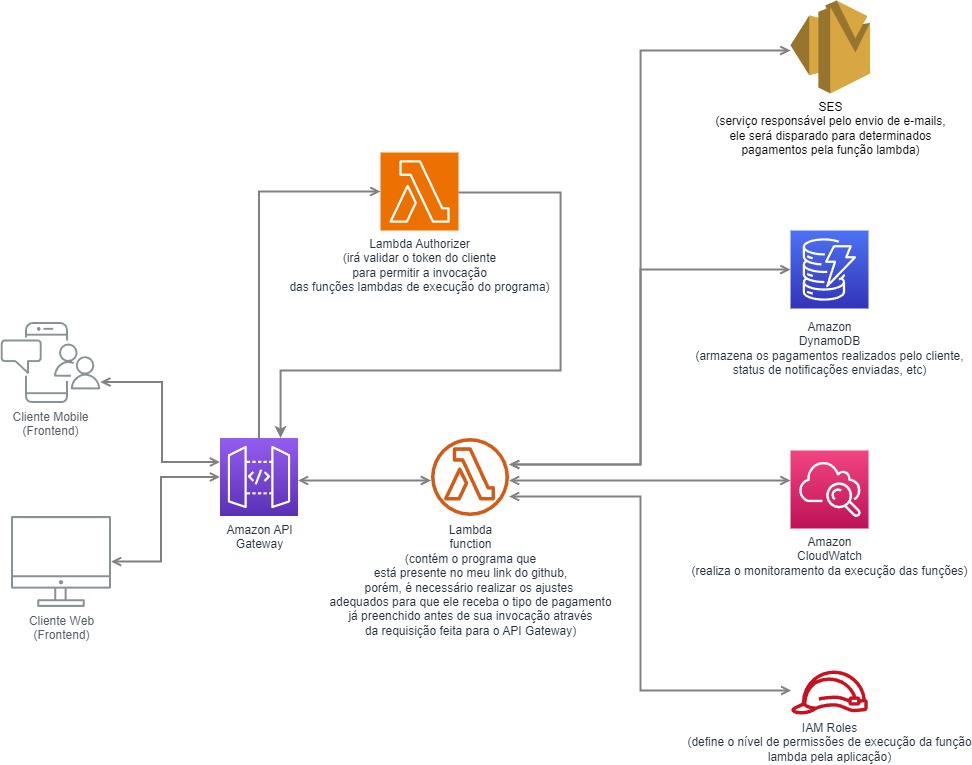 SES
(serviço responsável pelo envio de e-mails,
ele será disparado para determinados
pagamentos pela função lambda)
Lambda Authorizer
(irá validar o token do cliente
para permitir a invocação
das funções lambdas de execução do programa)
Amazon
DynamoDB
(armazena os pagamentos realizados pelo cliente,
status de notificações enviadas, etc)
Cliente Mobile
(Frontend)
Amazon API
Gateway
Lambda
function
(contém o programa que
está presente no meu link do github,
porém, é necessário realizar os ajustes
adequados para que ele receba o tipo de pagamento
já preenchido antes de sua invocação através
da requisição feita para o API Gateway)
Amazon
CloudWatch
(realiza o monitoramento da execução das funções)
Cliente Web
(Frontend)
IAM Roles
(define o nível de permissões de execução da função
lambda pela aplicação)